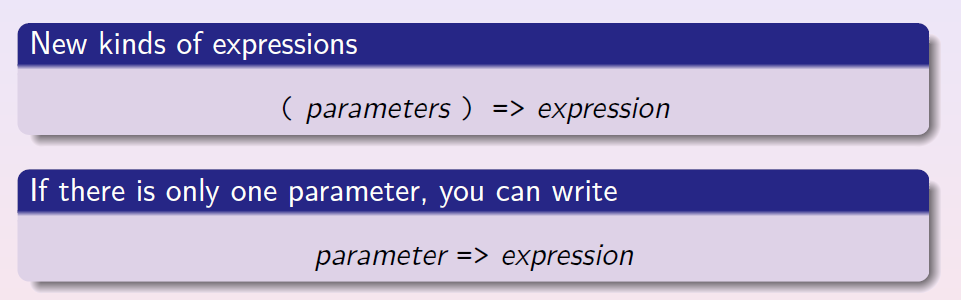 New kinds of expressions
( parameters ) => expression
If there is only one parameter, you can write
parameter => expression